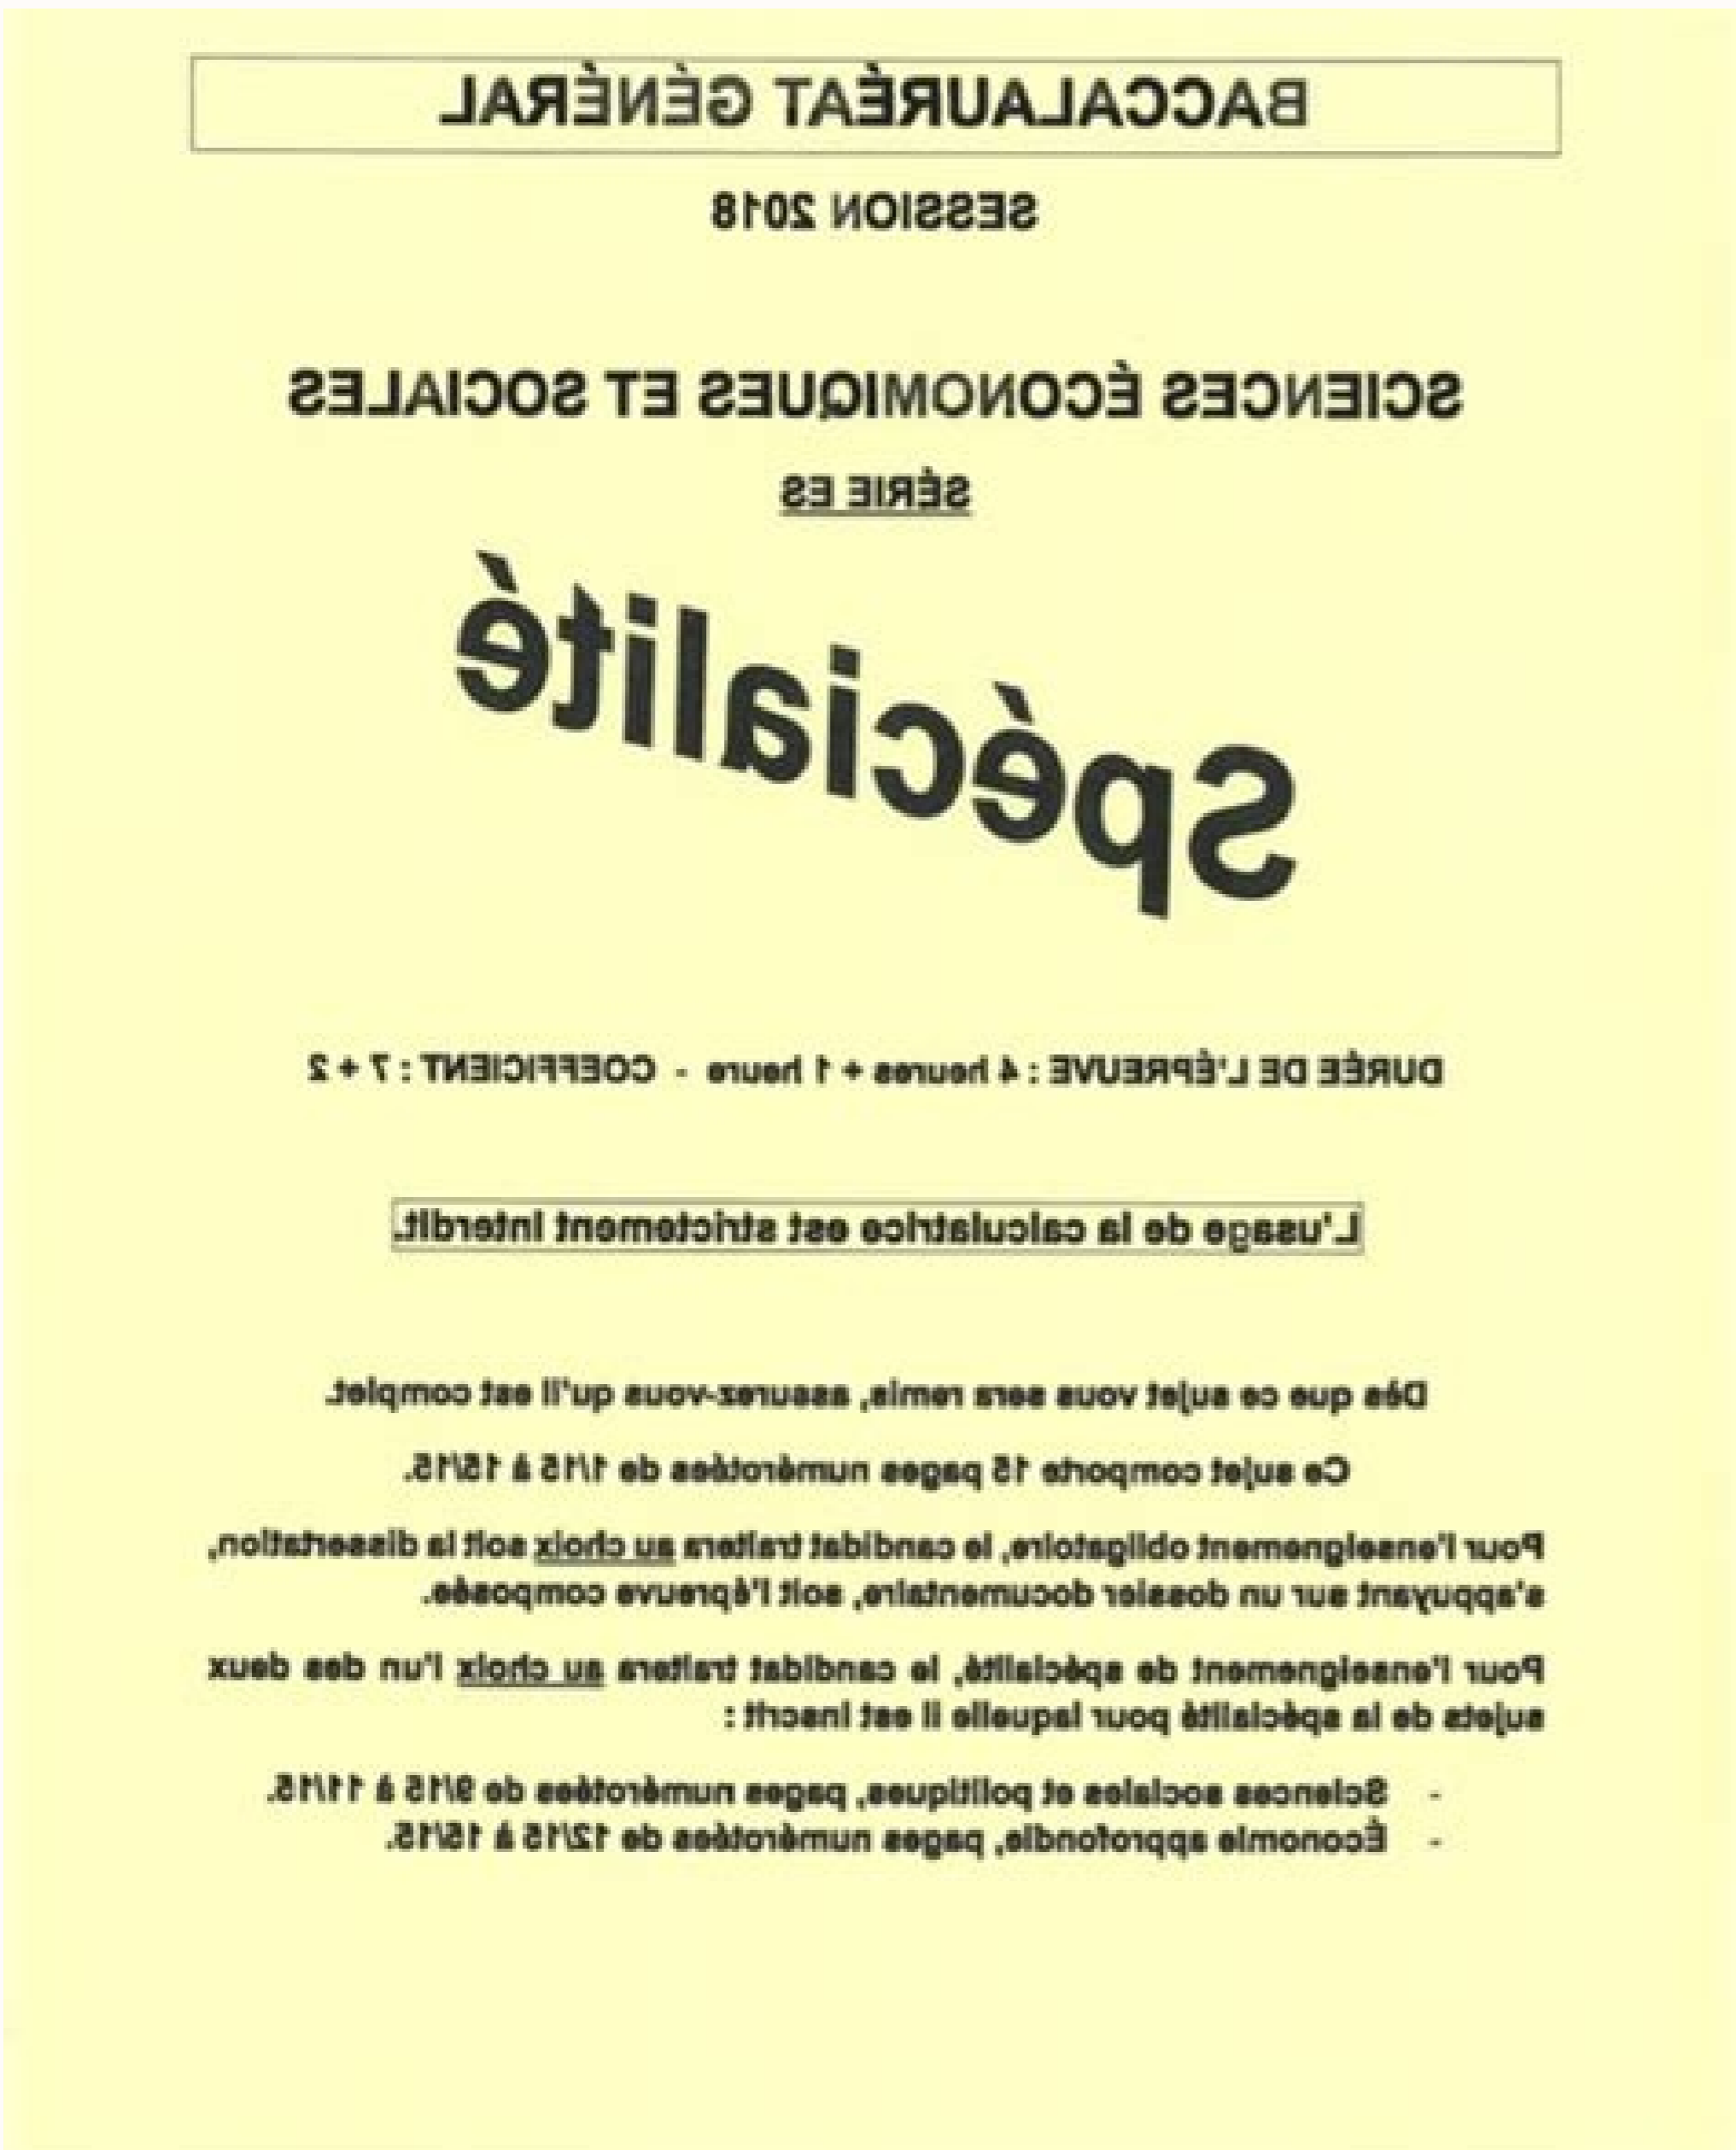 BACCALAURÉAT GÉNÉRAL
SESSION 2018
SCIENCES ÉCONOMIQUES ET SOCIALES
SÉRIE ES
Spécialité
DURÉE DE L'ÉPREUVE : 4 heures + 1 heure - COEFFICIENT : 7 + 2
L'usage de la calculatrice est strictement interdit.
Dès que ce sujet vous sera remis, assurez-vous qu'il est complet.
Ce sujet comporte 15 pages numérotées de 1/15 à 15/15.
Pour l'enseignement obligatoire, le candidat traitera au choix soit la dissertation,
s'appuyant sur un dossier documentaire, soit l'épreuve composée.
Pour l'enseignement de spécialité, le candidat traitera au choix l'un des deux
sujets de la spécialité pour laquelle il est inscrit :
- Sciences sociales et politiques, pages numérotées de 9/15 à 11/15.
- Économie approfondie, pages numérotées de 12/15 à 15/15.